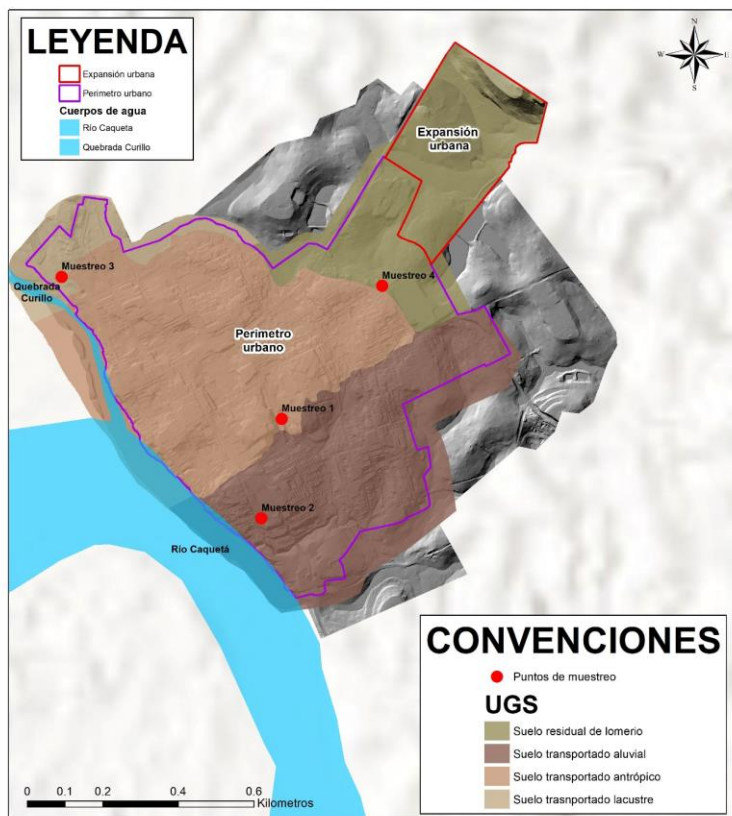 LEYENDA
Expansión urbana
Perimetro urbano
Cuerpos de agua
Río Caqueta
Quebrada Curillo
N
W
E
S
Expansión
urbana
Muestreo 3
Quebrada
Curillo
Muestreo 4
Perimetro
urbano
Muestreo 1
Muestreo 2
Río Caquetá
CONVENCIONES
Puntos de muestreo
UGS
Suelo residual de lomerio
Suelo transportado aluvial
Suelo transportado antrópico
Suelo trasnportado lacustre
0 0.1 0.2 0.4 0.6
Kilometros